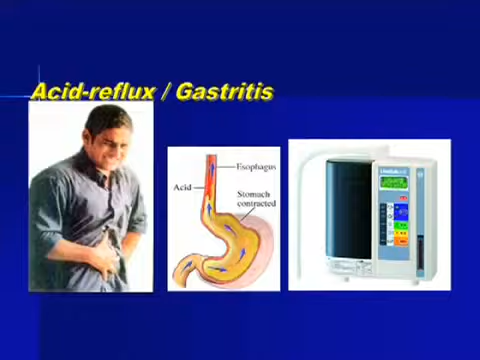 Acid-reflux / Gastritis
Esophagus
Acid
Stomach
contracted